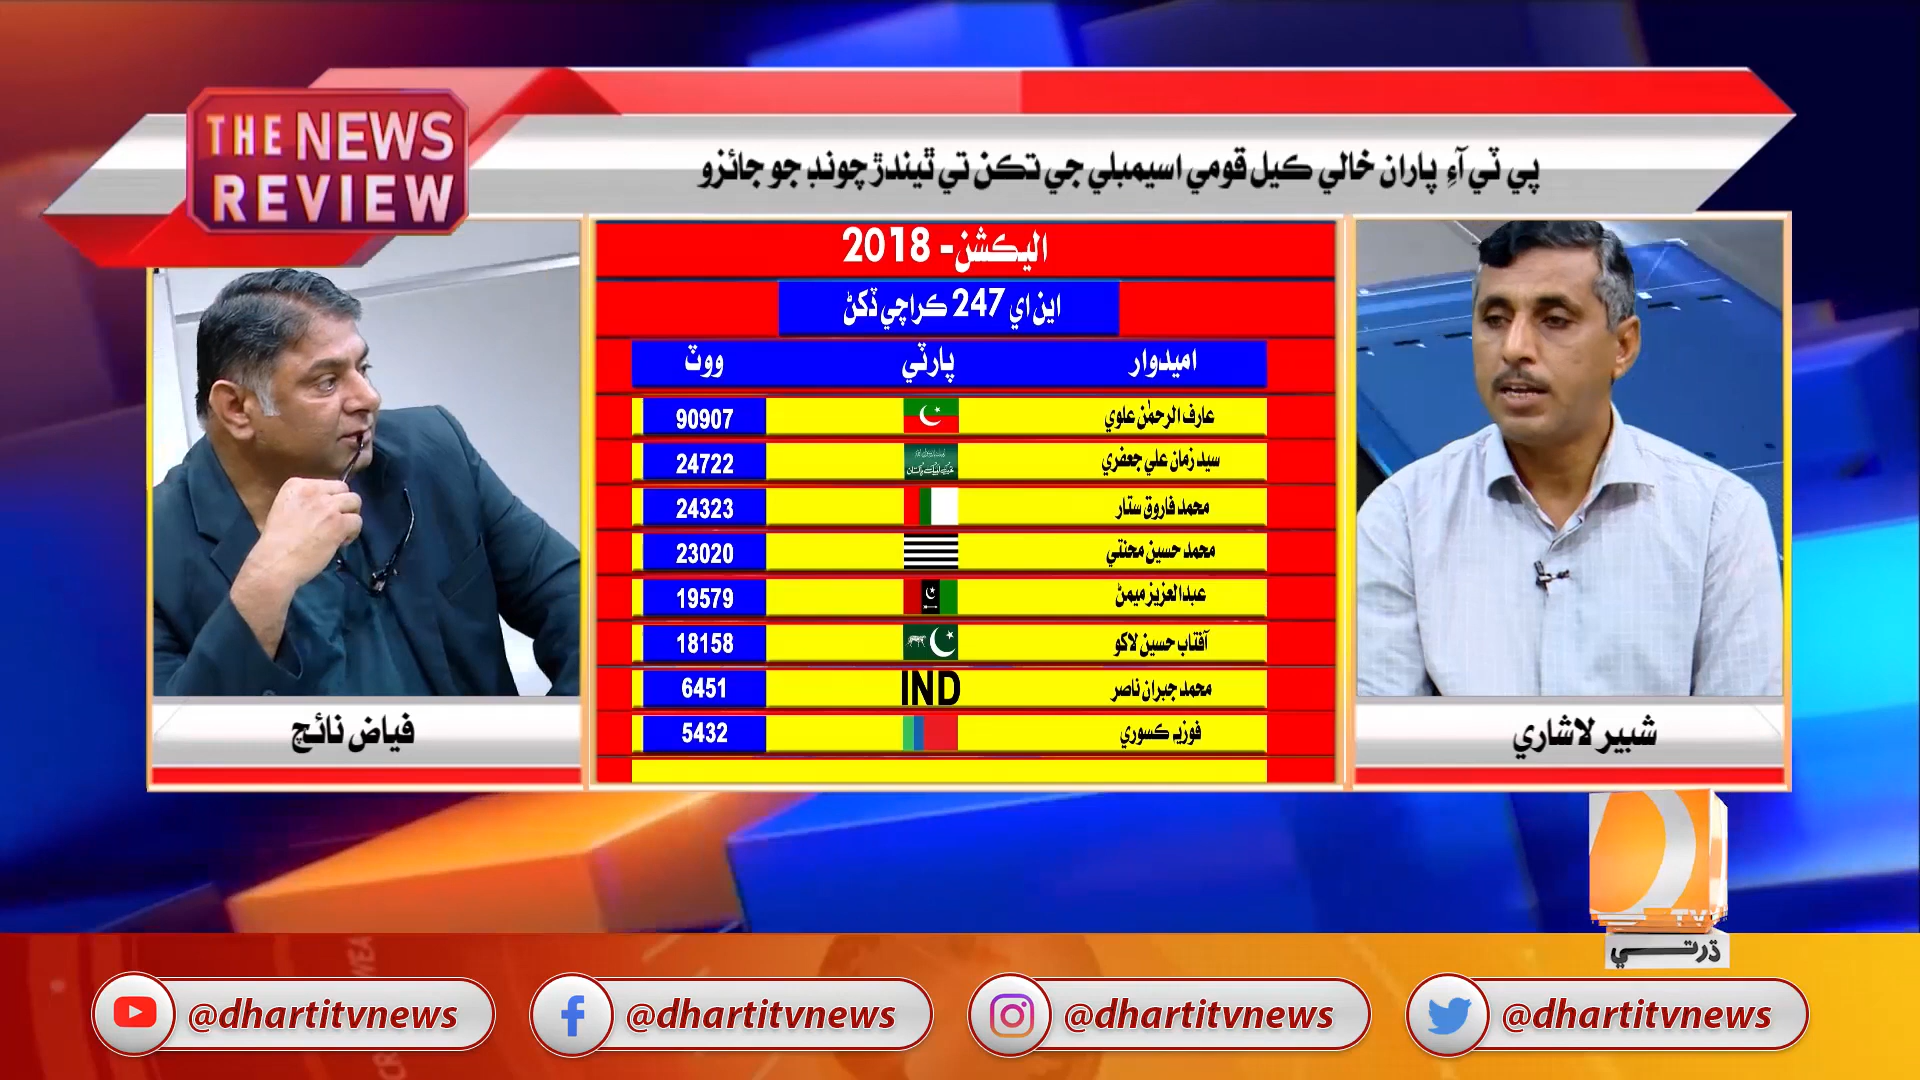 THE NEWS
REVIEW
پي ٽي آءِ پاران خالي ڪيل قومي اسيمبلي جي تڪن تي ٿيندڙ چونڊ جو جائزو
اليڪشن- 2018
اين اي 247 ڪراچي ڏکڻ
اميدوار پارٽي ووٽ
عارف الرحمٰن علوي 90907
سيد زمان علي جعفري 24722
محمد فاروق ستار 24323
محمد حسين محنتي 23020
عبدالعزيز ميمڻ 19579
آفتاب حسين لاکو 18158
محمد جبران ناصر IND 6451
فوزيہ ڪسوري 5432
فياض نائچ
شبير لاشاري
TV
ڌرتي
@dhartitvnews
@dhartitvnews
@dhartitvnews
@dhartitvnews